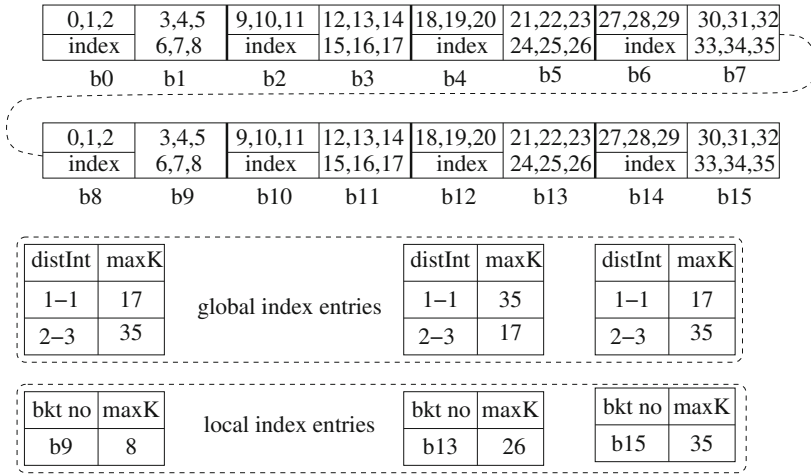 0,1,2 3,4,5 9,10,11 12,13,14 18,19,20 21,22,23 27,28,29 30,31,32
index 6,7,8 index 15,16,17 index 24,25,26 index 33,34,35
b0 b1 b2 b3 b4 b5 b6 b7
0,1,2 3,4,5 9,10,11 12,13,14 18,19,20 21,22,23 27,28,29 30,31,32
index 6,7,8 index 15,16,17 index 24,25,26 index 33,34,35
b8 b9 b10 b11 b12 b13 b14 b15
distInt maxK distInt maxK distInt maxK
1–1 17 global index entries 1–1 35 1–1 17
2–3 35 2–3 17 2–3 35
bkt no maxK local index entries bkt no maxK bkt no maxK
b9 8 b13 26 b15 35